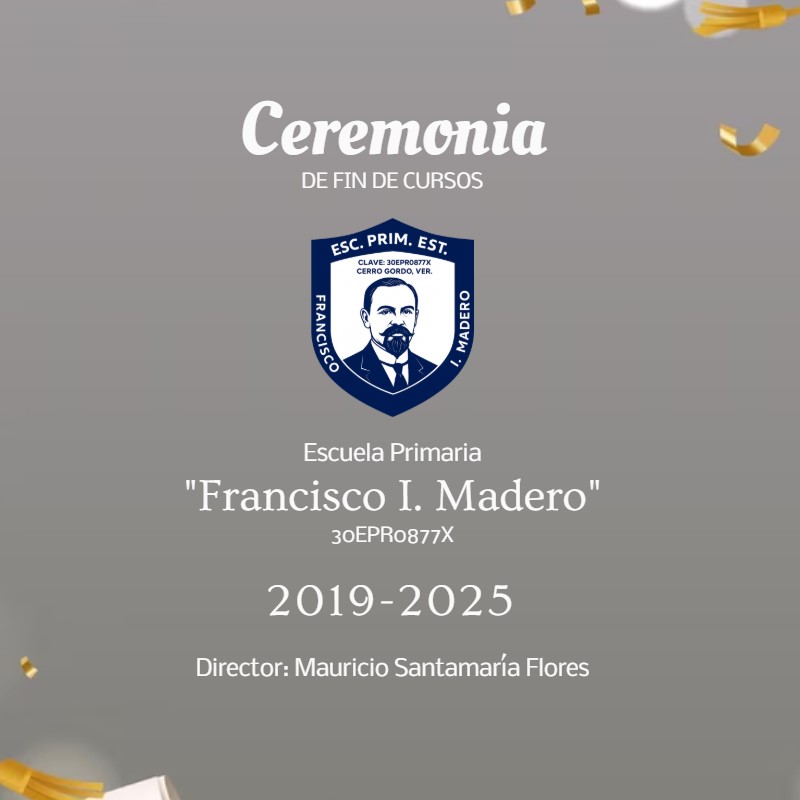 Ceremonia
DE FIN DE CURSOS
ESC. PRIM. EST.
CLAVE: 30EPR0877X
CERRO GORDO, VER.
FRANCISCO
I. MADERO
Escuela Primaria
"Francisco I. Madero"
30EPR0877X
2019-2025
Director: Mauricio Santamaría Flores